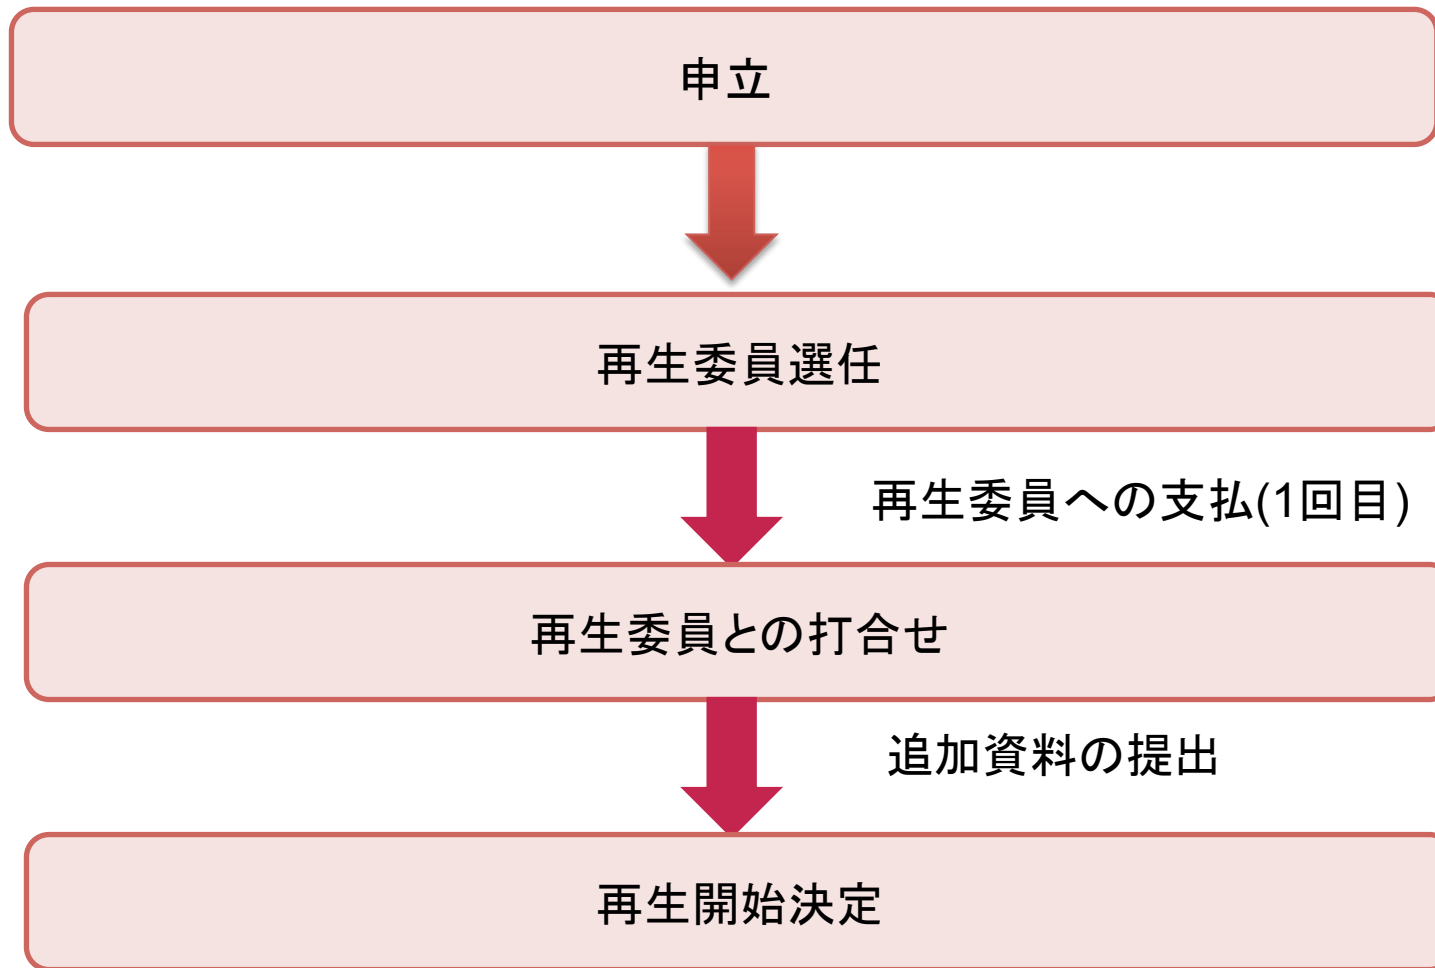 申立
再生委員選任
再生委員への支払(1回目)
再生委員との打合せ
追加資料の提出
再生開始決定